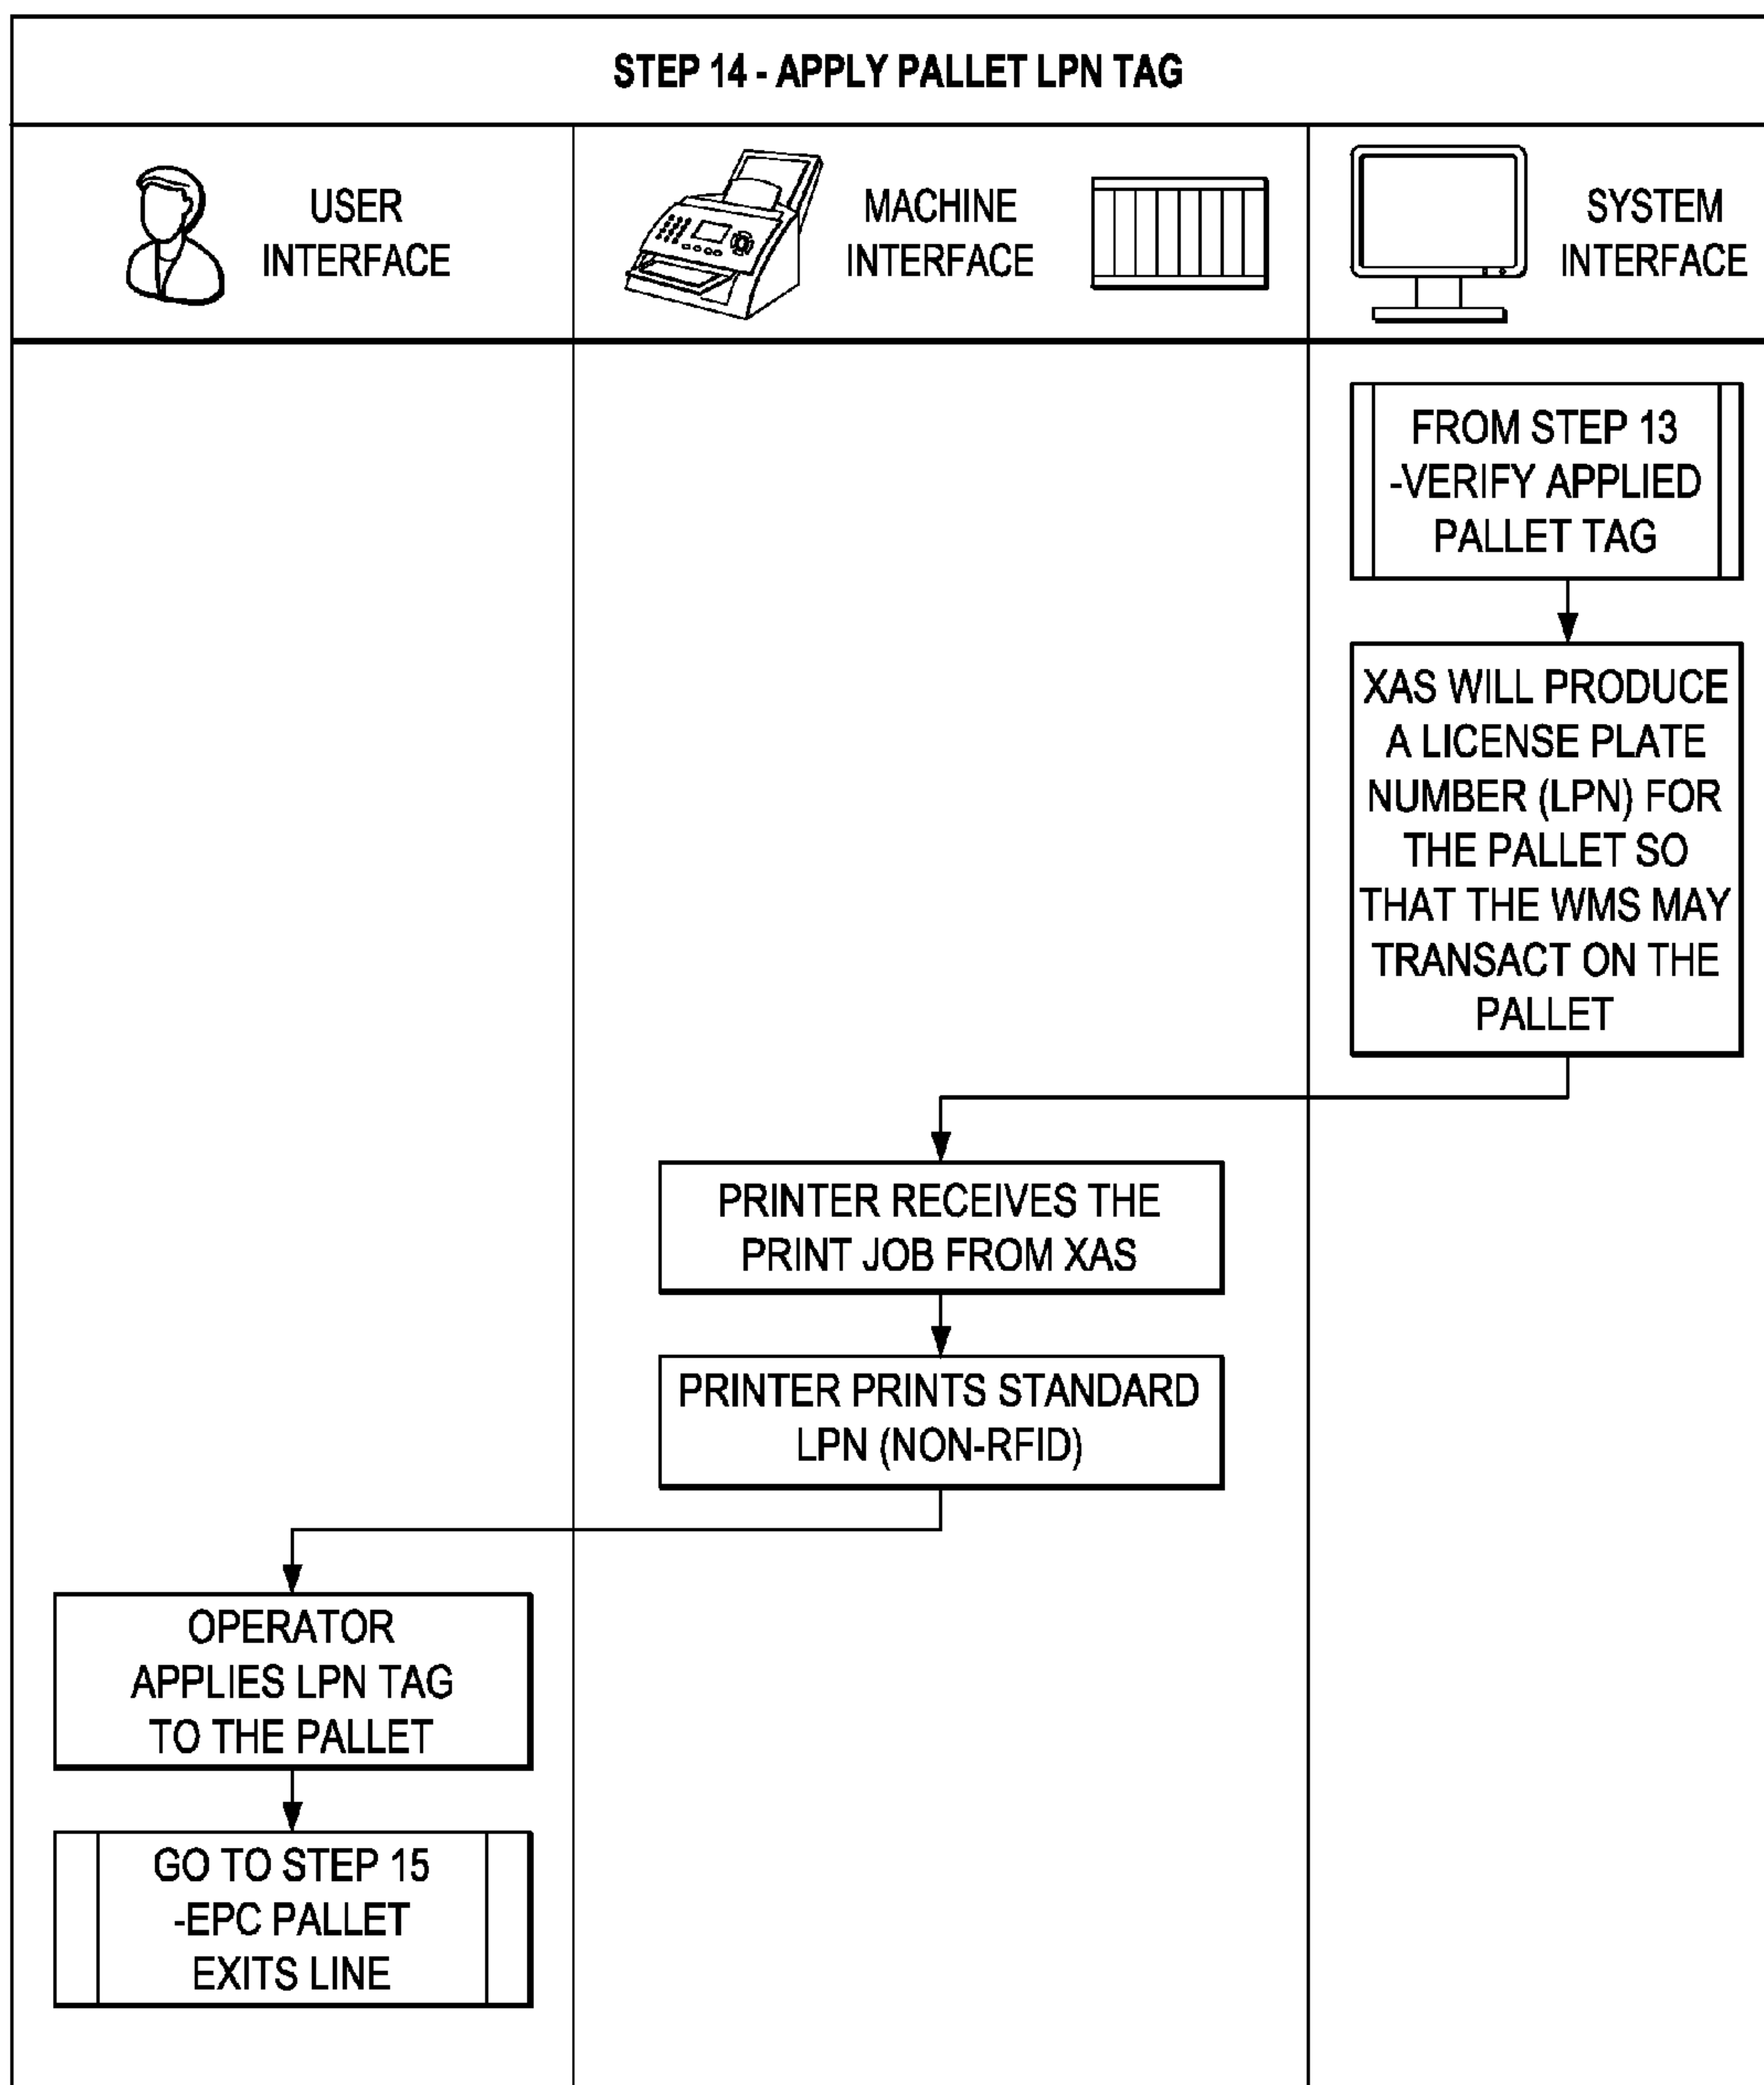 STEP 14 - APPLY PALLET LPN TAG
USER
INTERFACE
MACHINE
INTERFACE
SYSTEM
INTERFACE
FROM STEP 13
-VERIFY APPLIED
PALLET TAG
XAS WILL PRODUCE
A LICENSE PLATE
NUMBER (LPN) FOR
THE PALLET SO
THAT THE WMS MAY
TRANSACT ON THE
PALLET
PRINTER RECEIVES THE
PRINT JOB FROM XAS
PRINTER PRINTS STANDARD
LPN (NON-RFID)
OPERATOR
APPLIES LPN TAG
TO THE PALLET
GO TO STEP 15
-EPC PALLET
EXITS LINE